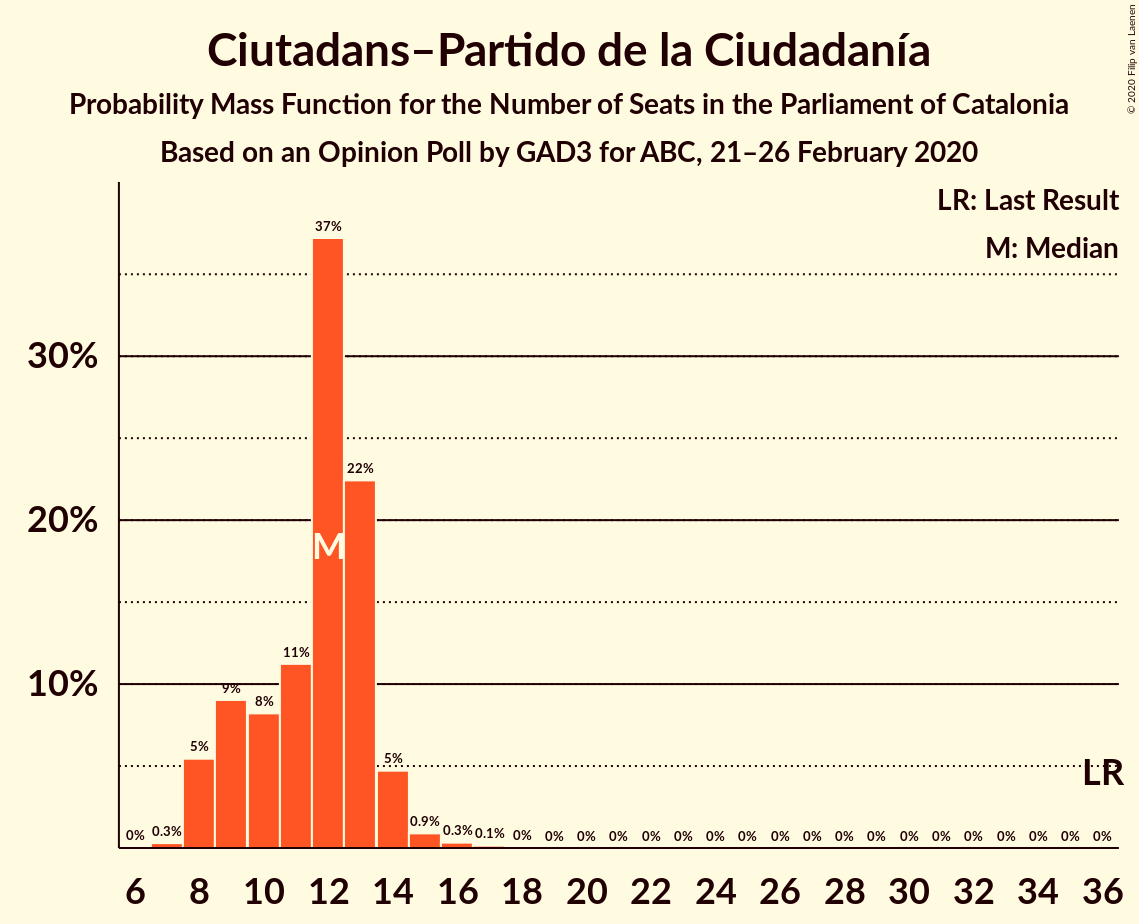 Ciutadans–Partido de la Ciudadanía
Probability Mass Function for the Number of Seats in the Parliament of Catalonia
Based on an Opinion Poll by GAD3 for ABC, 21–26 February 2020
© 2020 Filip van Laenen
LR: Last Result
M: Median
37%
30%
22%
20%
M
11%
10%
9%
8%
5%
5%
LR
0% 0.3% 0.9% 0.3% 0.1% 0% 0% 0% 0% 0% 0% 0% 0% 0% 0% 0% 0% 0% 0% 0% 0% 0% 0% 0%
6 8 10 12 14 16 18 20 22 24 26 28 30 32 34 36